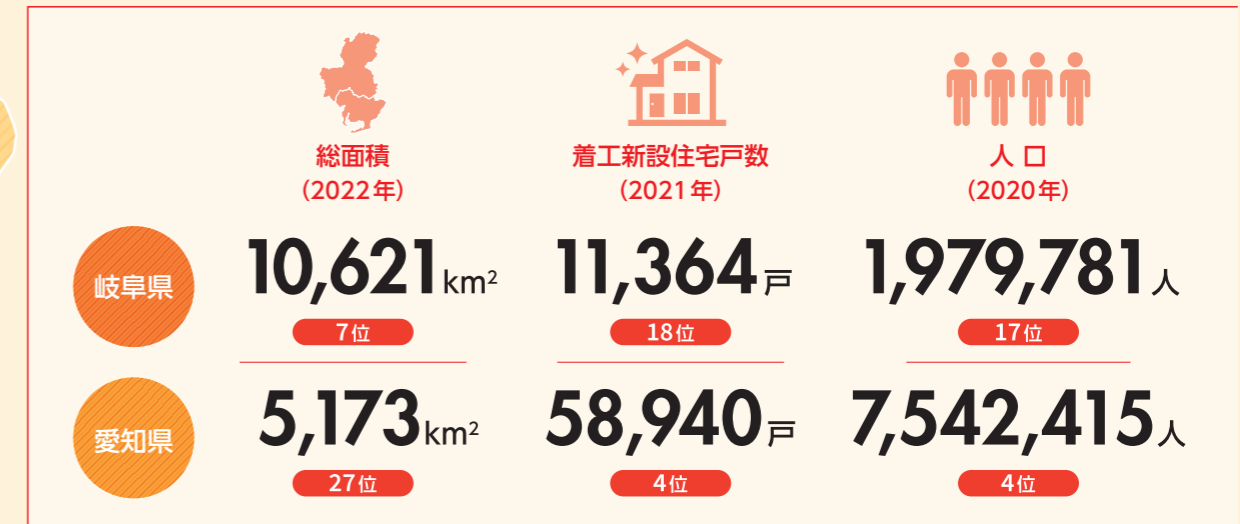 総面積
(2022年)
着工新設住宅戸数
(2021年)
人口
(2020年)
岐阜県
10,621km²
7位
11,364戸
18位
1,979,781人
17位
愛知県
5,173km²
27位
58,940戸
4位
7,542,415人
4位